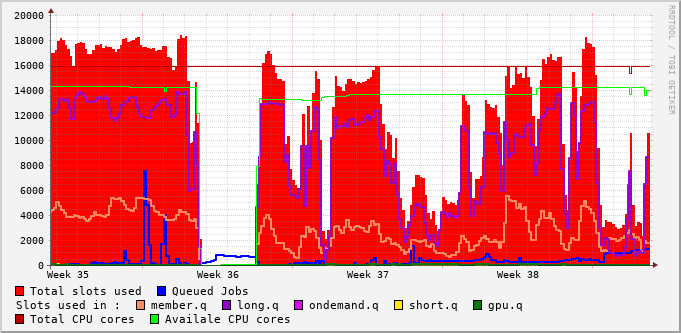 20000
18000
16000
14000
12000
10000
8000
6000
4000
2000
0
Week 35 Week 36 Week 37 Week 38
RRDTOOL / TOBI OETIKER
Total slots used Queued Jobs
Slots used in : member.q long.q ondemand.q short.q gpu.q
Total CPU cores Availale CPU cores